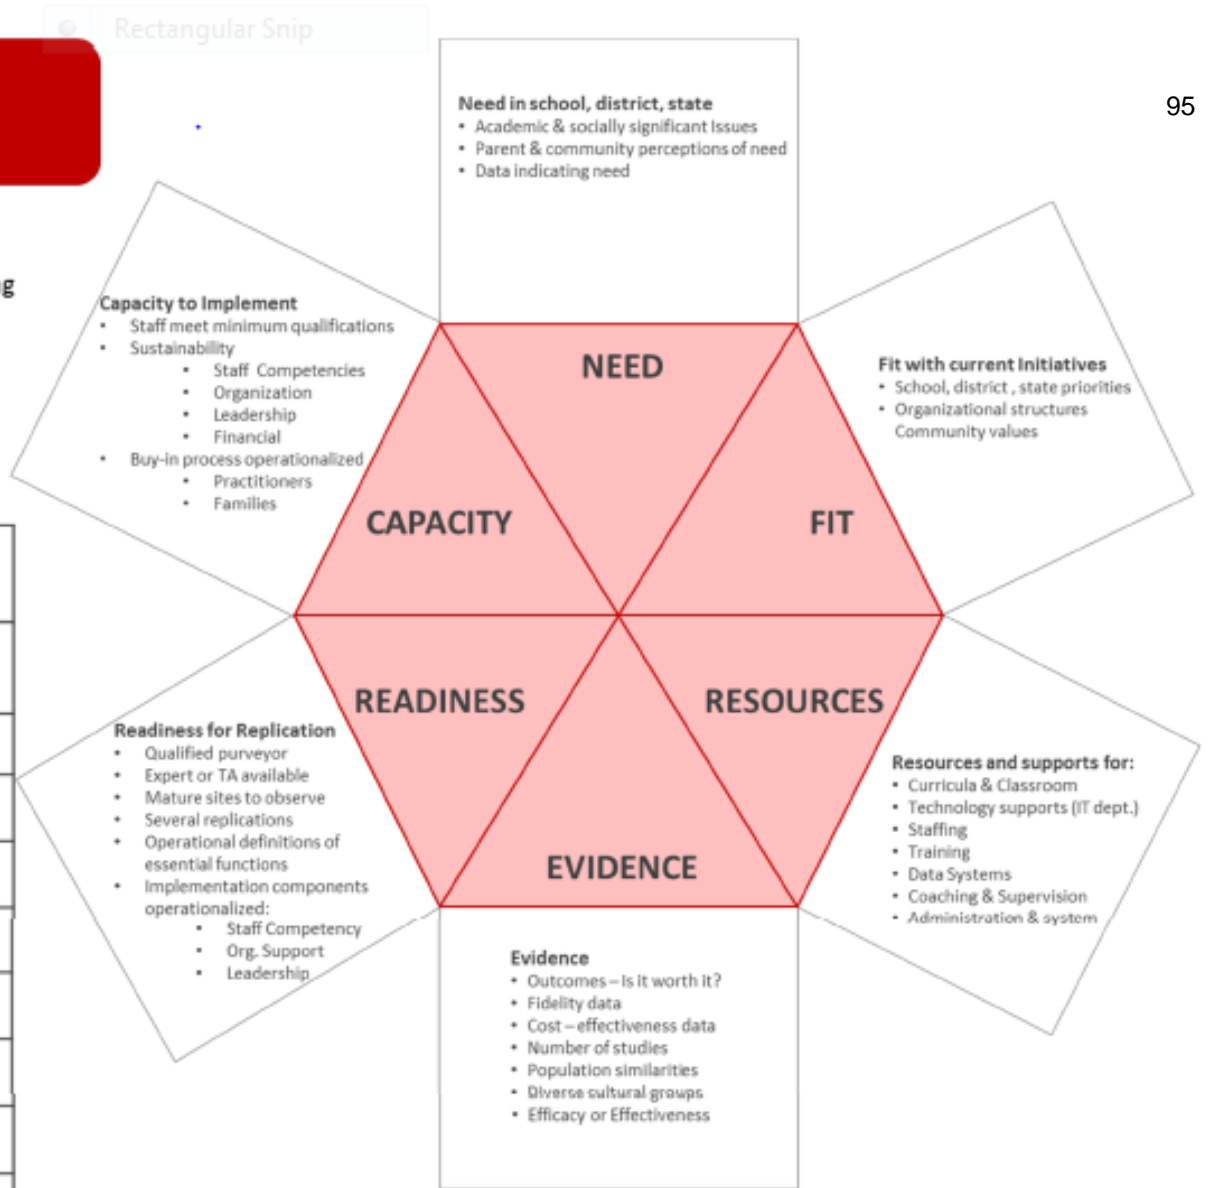 Rectangular Snip
95
g
Need in school, district, state
• Academic & socially significant Issues
• Parent & community perceptions of need
• Data indicating need
Capacity to Implement
• Staff meet minimum qualifications
• Sustainability
• Staff Competencies
• Organization
• Leadership
• Financial
• Buy-in process operationalized
• Practitioners
• Families
Fit with current Initiatives
• School, district , state priorities
• Organizational structures
Community values
NEED
CAPACITY
FIT
READINESS
RESOURCES
EVIDENCE
Readiness for Replication
• Qualified purveyor
• Expert or TA available
• Mature sites to observe
• Several replications
• Operational definitions of
essential functions
• Implementation components
operationalized:
• Staff Competency
• Org. Support
• Leadership
Resources and supports for:
• Curricula & Classroom
• Technology supports (IT dept.)
• Staffing
• Training
• Data Systems
• Coaching & Supervision
• Administration & system
Evidence
• Outcomes – Is it worth it?
• Fidelity data
• Cost – effectiveness data
• Number of studies
• Population similarities
• Diverse cultural groups
• Efficacy or Effectiveness